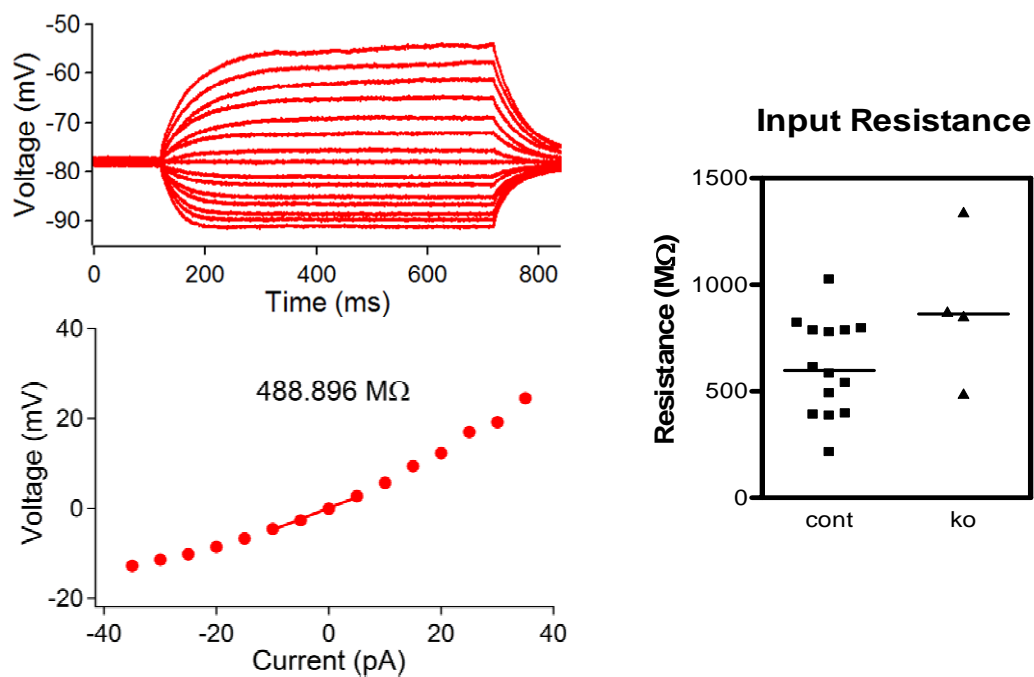 -50
-60
-70
-80
-90
Voltage (mV)
0
200
400
600
800
Time (ms)
40
20
0
-20
Voltage (mV)
488.896 MΩ
-40
-20
0
20
40
Current (pA)
Input Resistance
1500
1000
500
0
Resistance (MΩ)
cont
ko